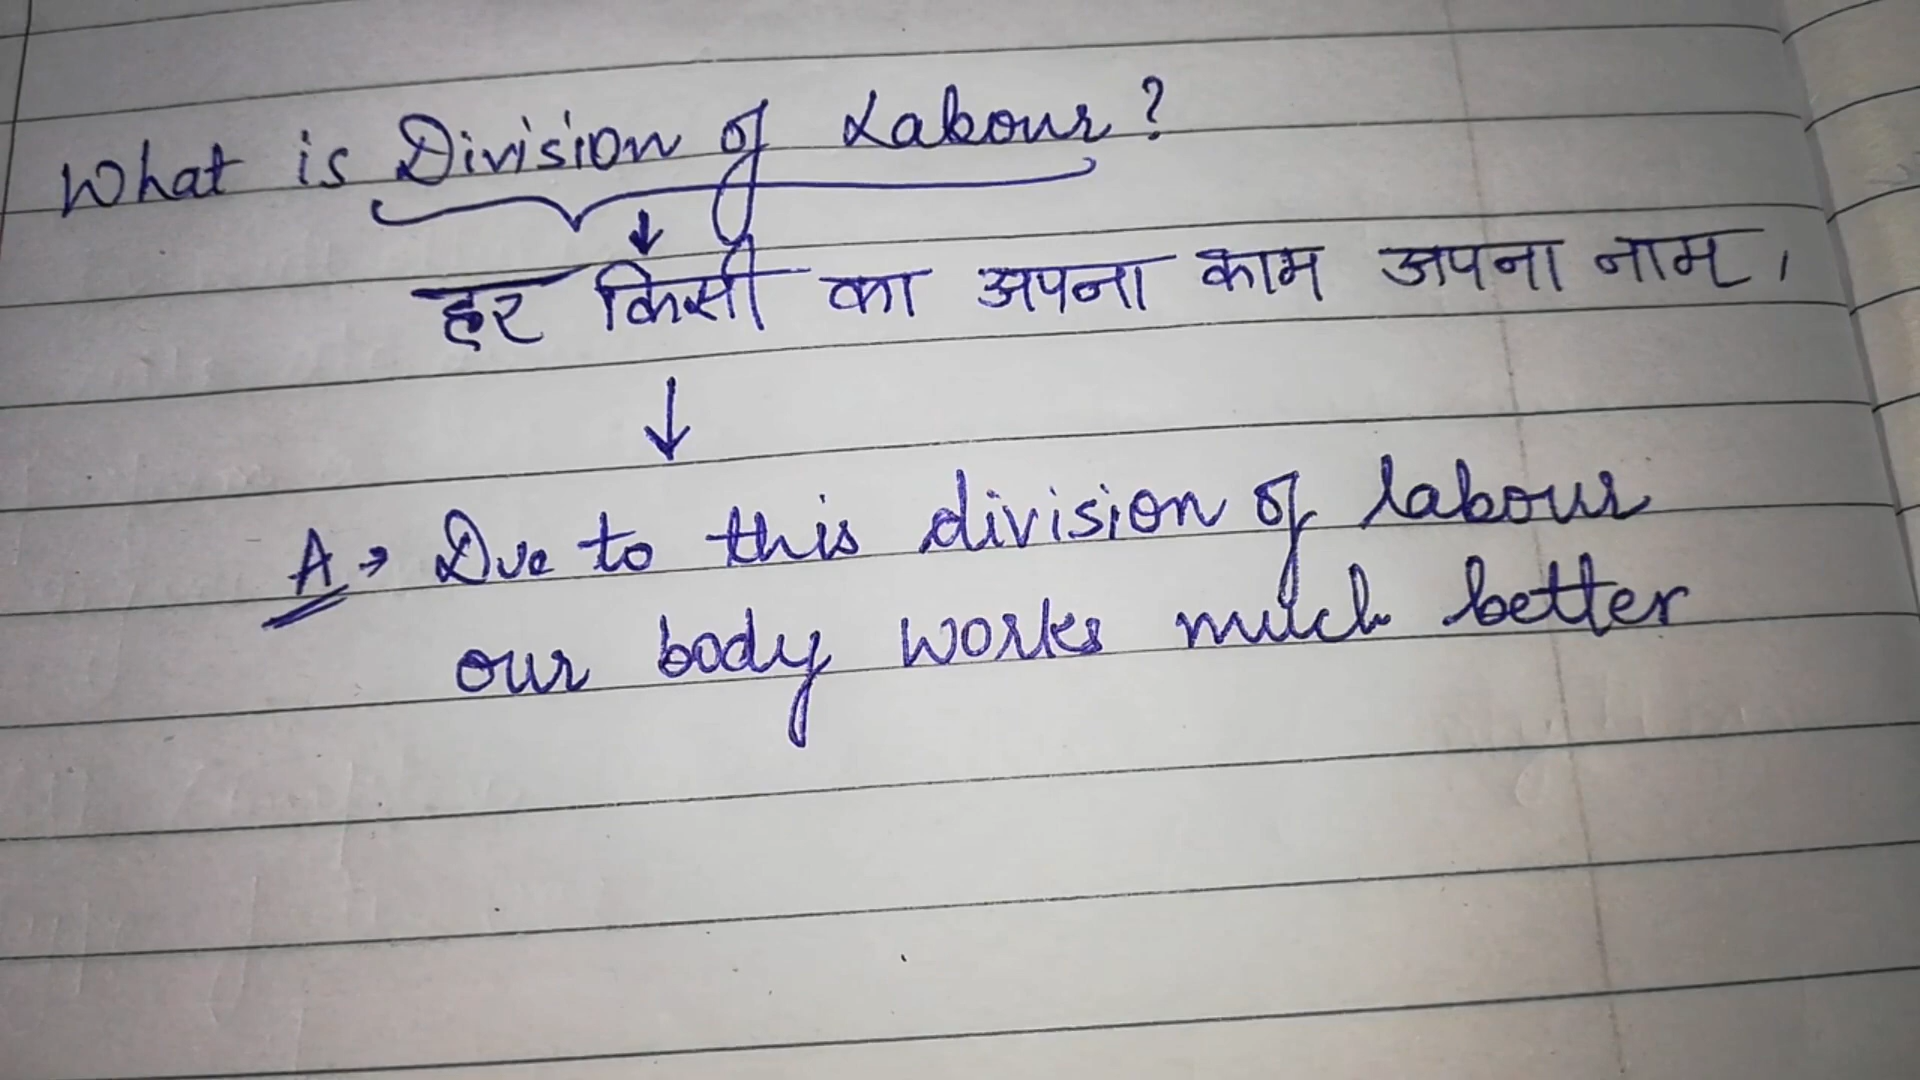 What is Division of Labour?
↓
हर किसी का अपना काम अपना नाम ।
↓
A → Due to this division of labour
our body works much better